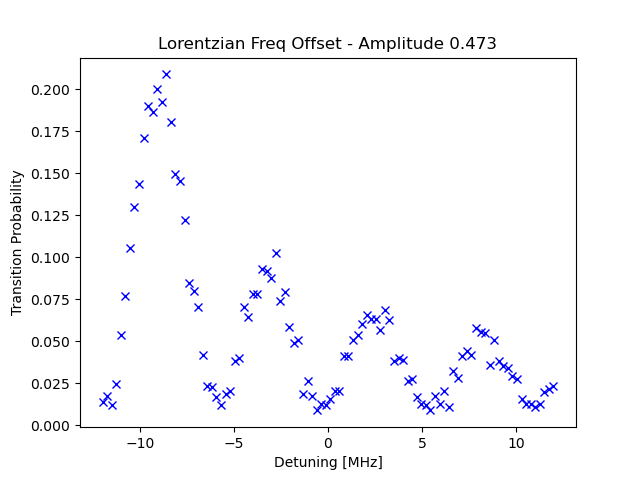 Lorentzian Freq Offset - Amplitude 0.473
Transition Probability
0.200
0.175
0.150
0.125
0.100
0.075
0.050
0.025
0.000
−10 −5 0 5 10
Detuning [MHz]